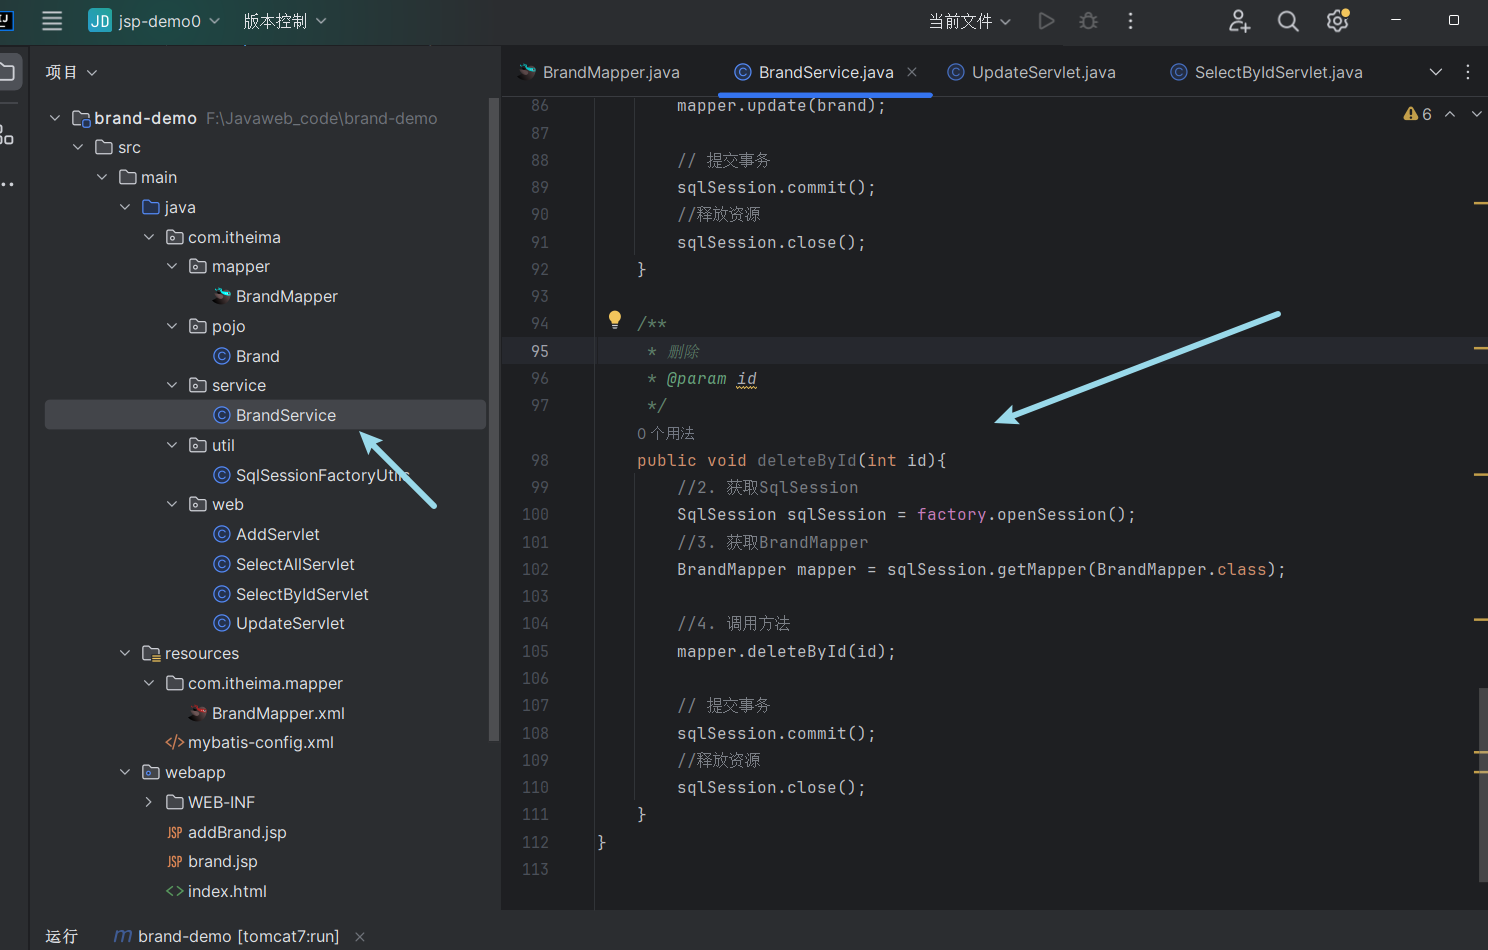 JD jsp-demo0 版本控制 当前文件
项目
BrandMapper.java BrandService.java UpdateServlet.java SelectByIdServlet.java
brand-demo F:\Javaweb_code\brand-demo
src
main
java
com.itheima
mapper
BrandMapper
pojo
Brand
service
BrandService
util
SqlSessionFactoryUtils
web
AddServlet
SelectAllServlet
SelectByIdServlet
UpdateServlet
resources
com.itheima.mapper
BrandMapper.xml
mybatis-config.xml
webapp
WEB-INF
JSP addBrand.jsp
JSP brand.jsp
index.html
6
86 mapper.update(brand);
87
88 // 提交事务
89 sqlSession.commit();
90 //释放资源
91 sqlSession.close();
92 }
93
94 /**
95 * 删除
96 * @param id
97 */
0 个用法
98 public void deleteById(int id){
99 //2. 获取SqlSession
100 SqlSession sqlSession = factory.openSession();
101 //3. 获取BrandMapper
102 BrandMapper mapper = sqlSession.getMapper(BrandMapper.class);
103
104 //4. 调用方法
105 mapper.deleteById(id);
106
107 // 提交事务
108 sqlSession.commit();
109 //释放资源
110 sqlSession.close();
111 }
112 }
113
运行 m brand-demo [tomcat7:run]